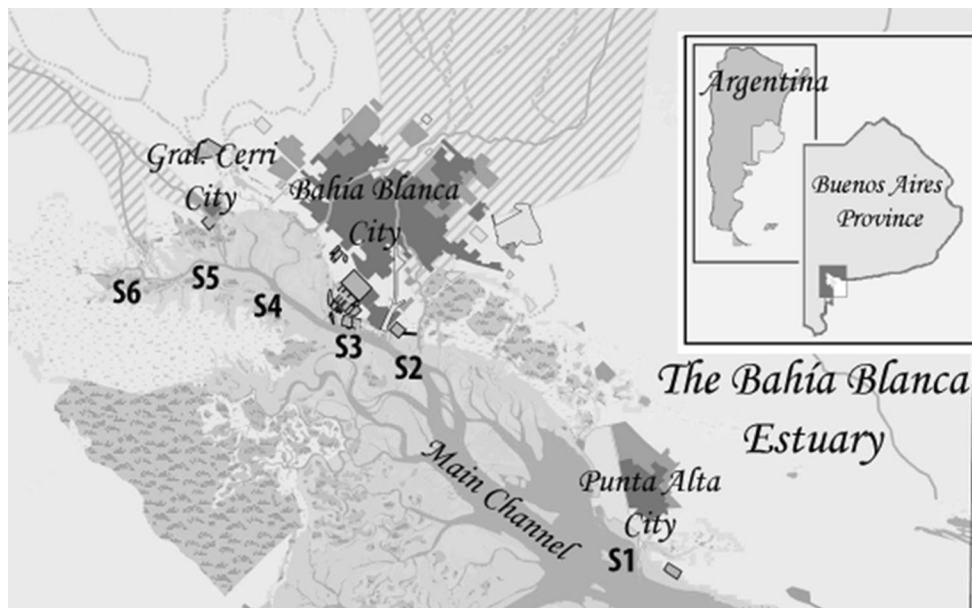 Argentina
Gral. Cerri
City
Bahía Blanca
City
Buenos Aires
Province
S6
S5
S4
S3
S2
The Bahía Blanca
Estuary
Main Channel
Punta Alta
City
S1